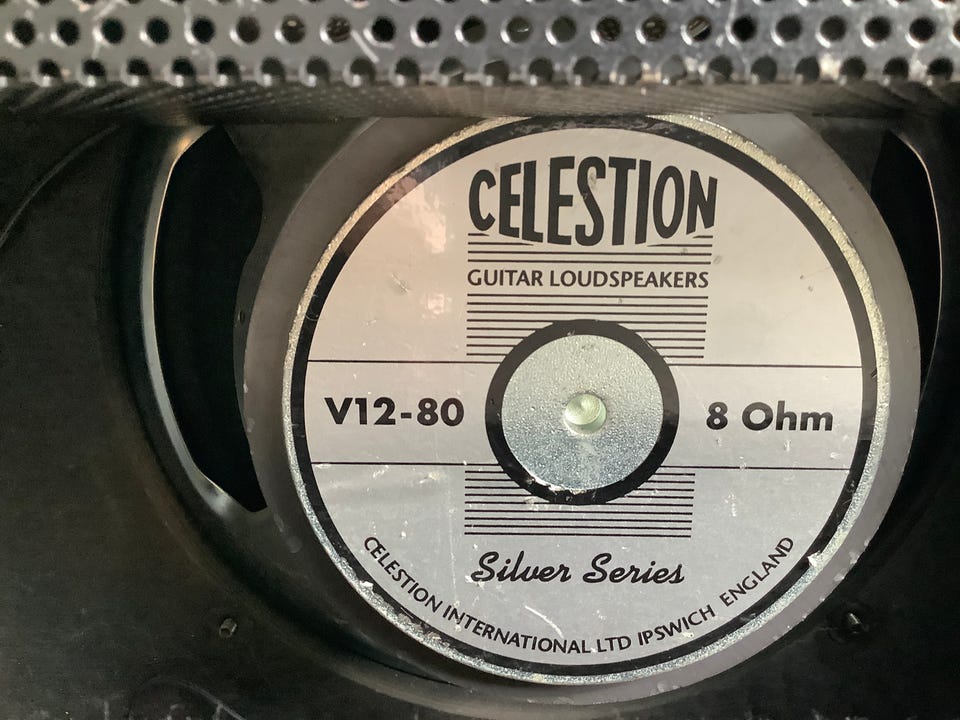 CELESTION
GUITAR LOUDSPEAKERS
V12-80
8 Ohm
Silver Series
CELESTION INTERNATIONAL LTD IPSWICH ENGLAND